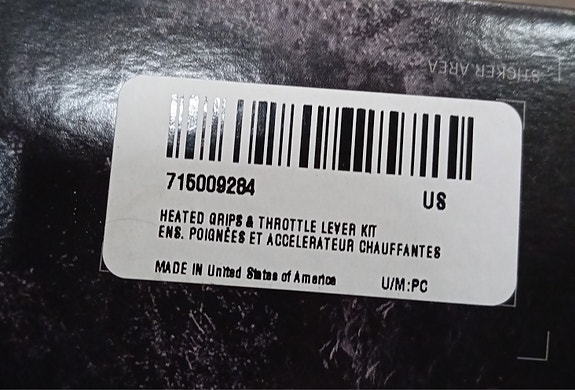 STICKER AREA
715009284
US
HEATED GRIPS & THROTTLE LEVER KIT
ENS. POIGNÉES ET ACCELERATEUR CHAUFFANTES
MADE IN United States of America
U/M:PC